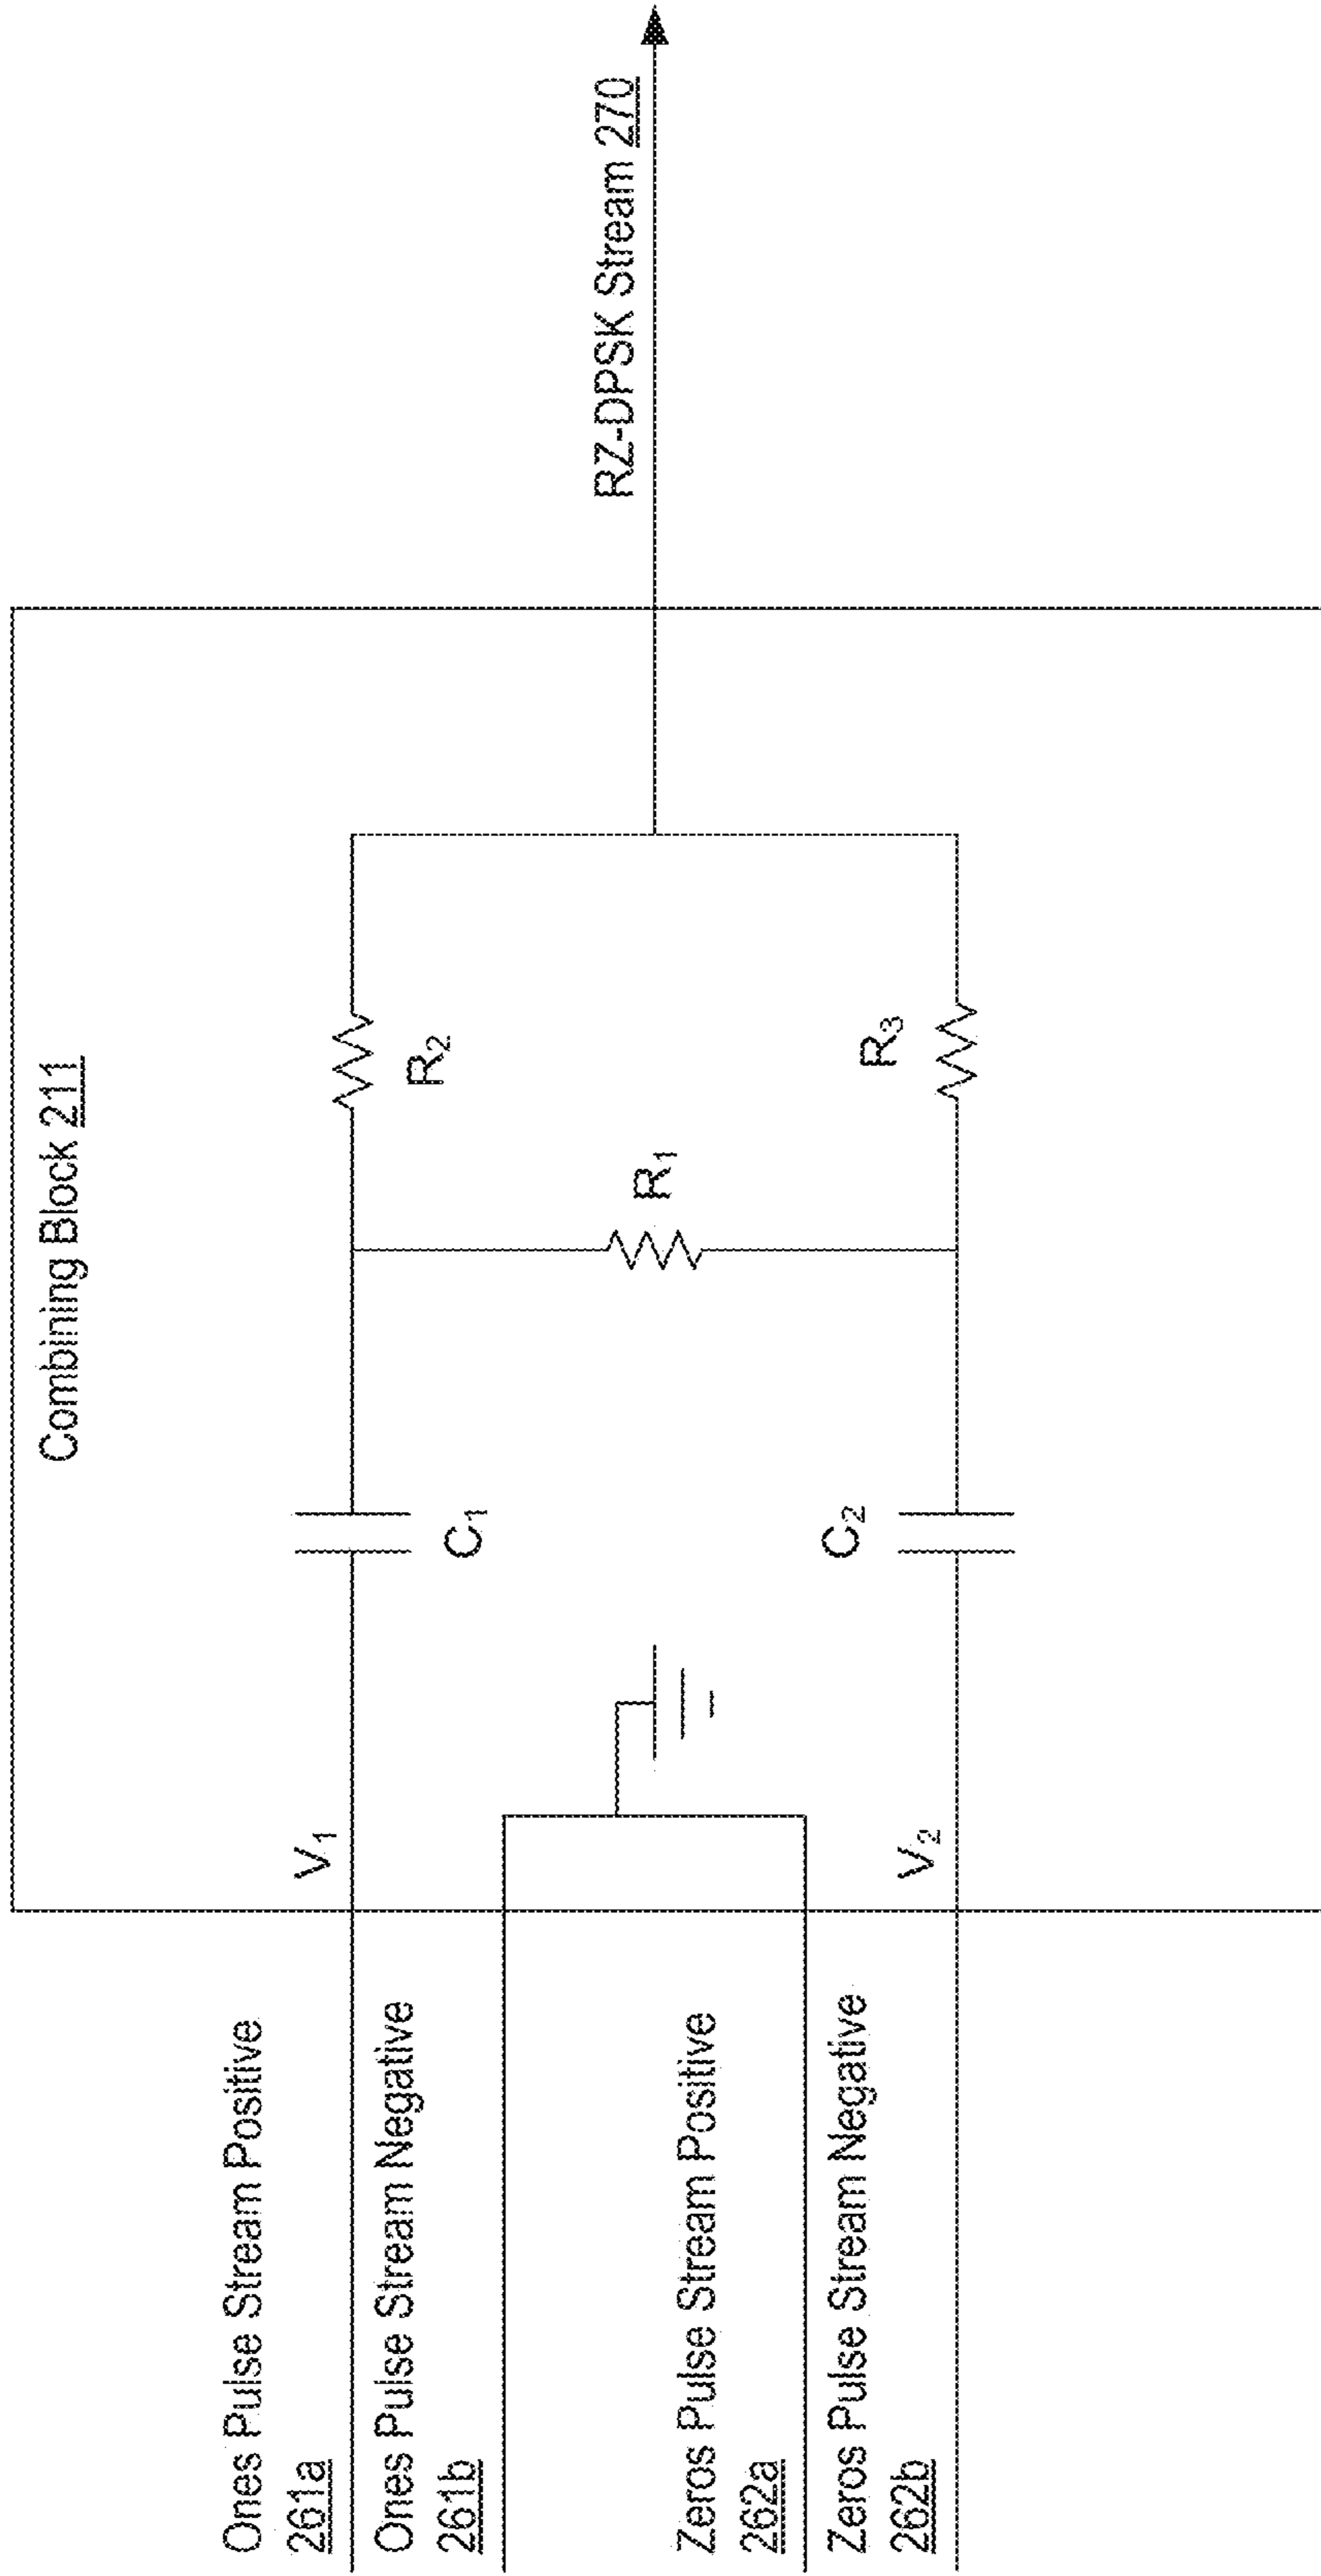 Combining Block 211
Ones Pulse Stream Positive
261a
Ones Pulse Stream Negative
261b
Zeros Pulse Stream Positive
262a
Zeros Pulse Stream Negative
262b
V₁
V₂
C₁
C₂
R₁
R₂
R₃
RZ-DPSK Stream 270